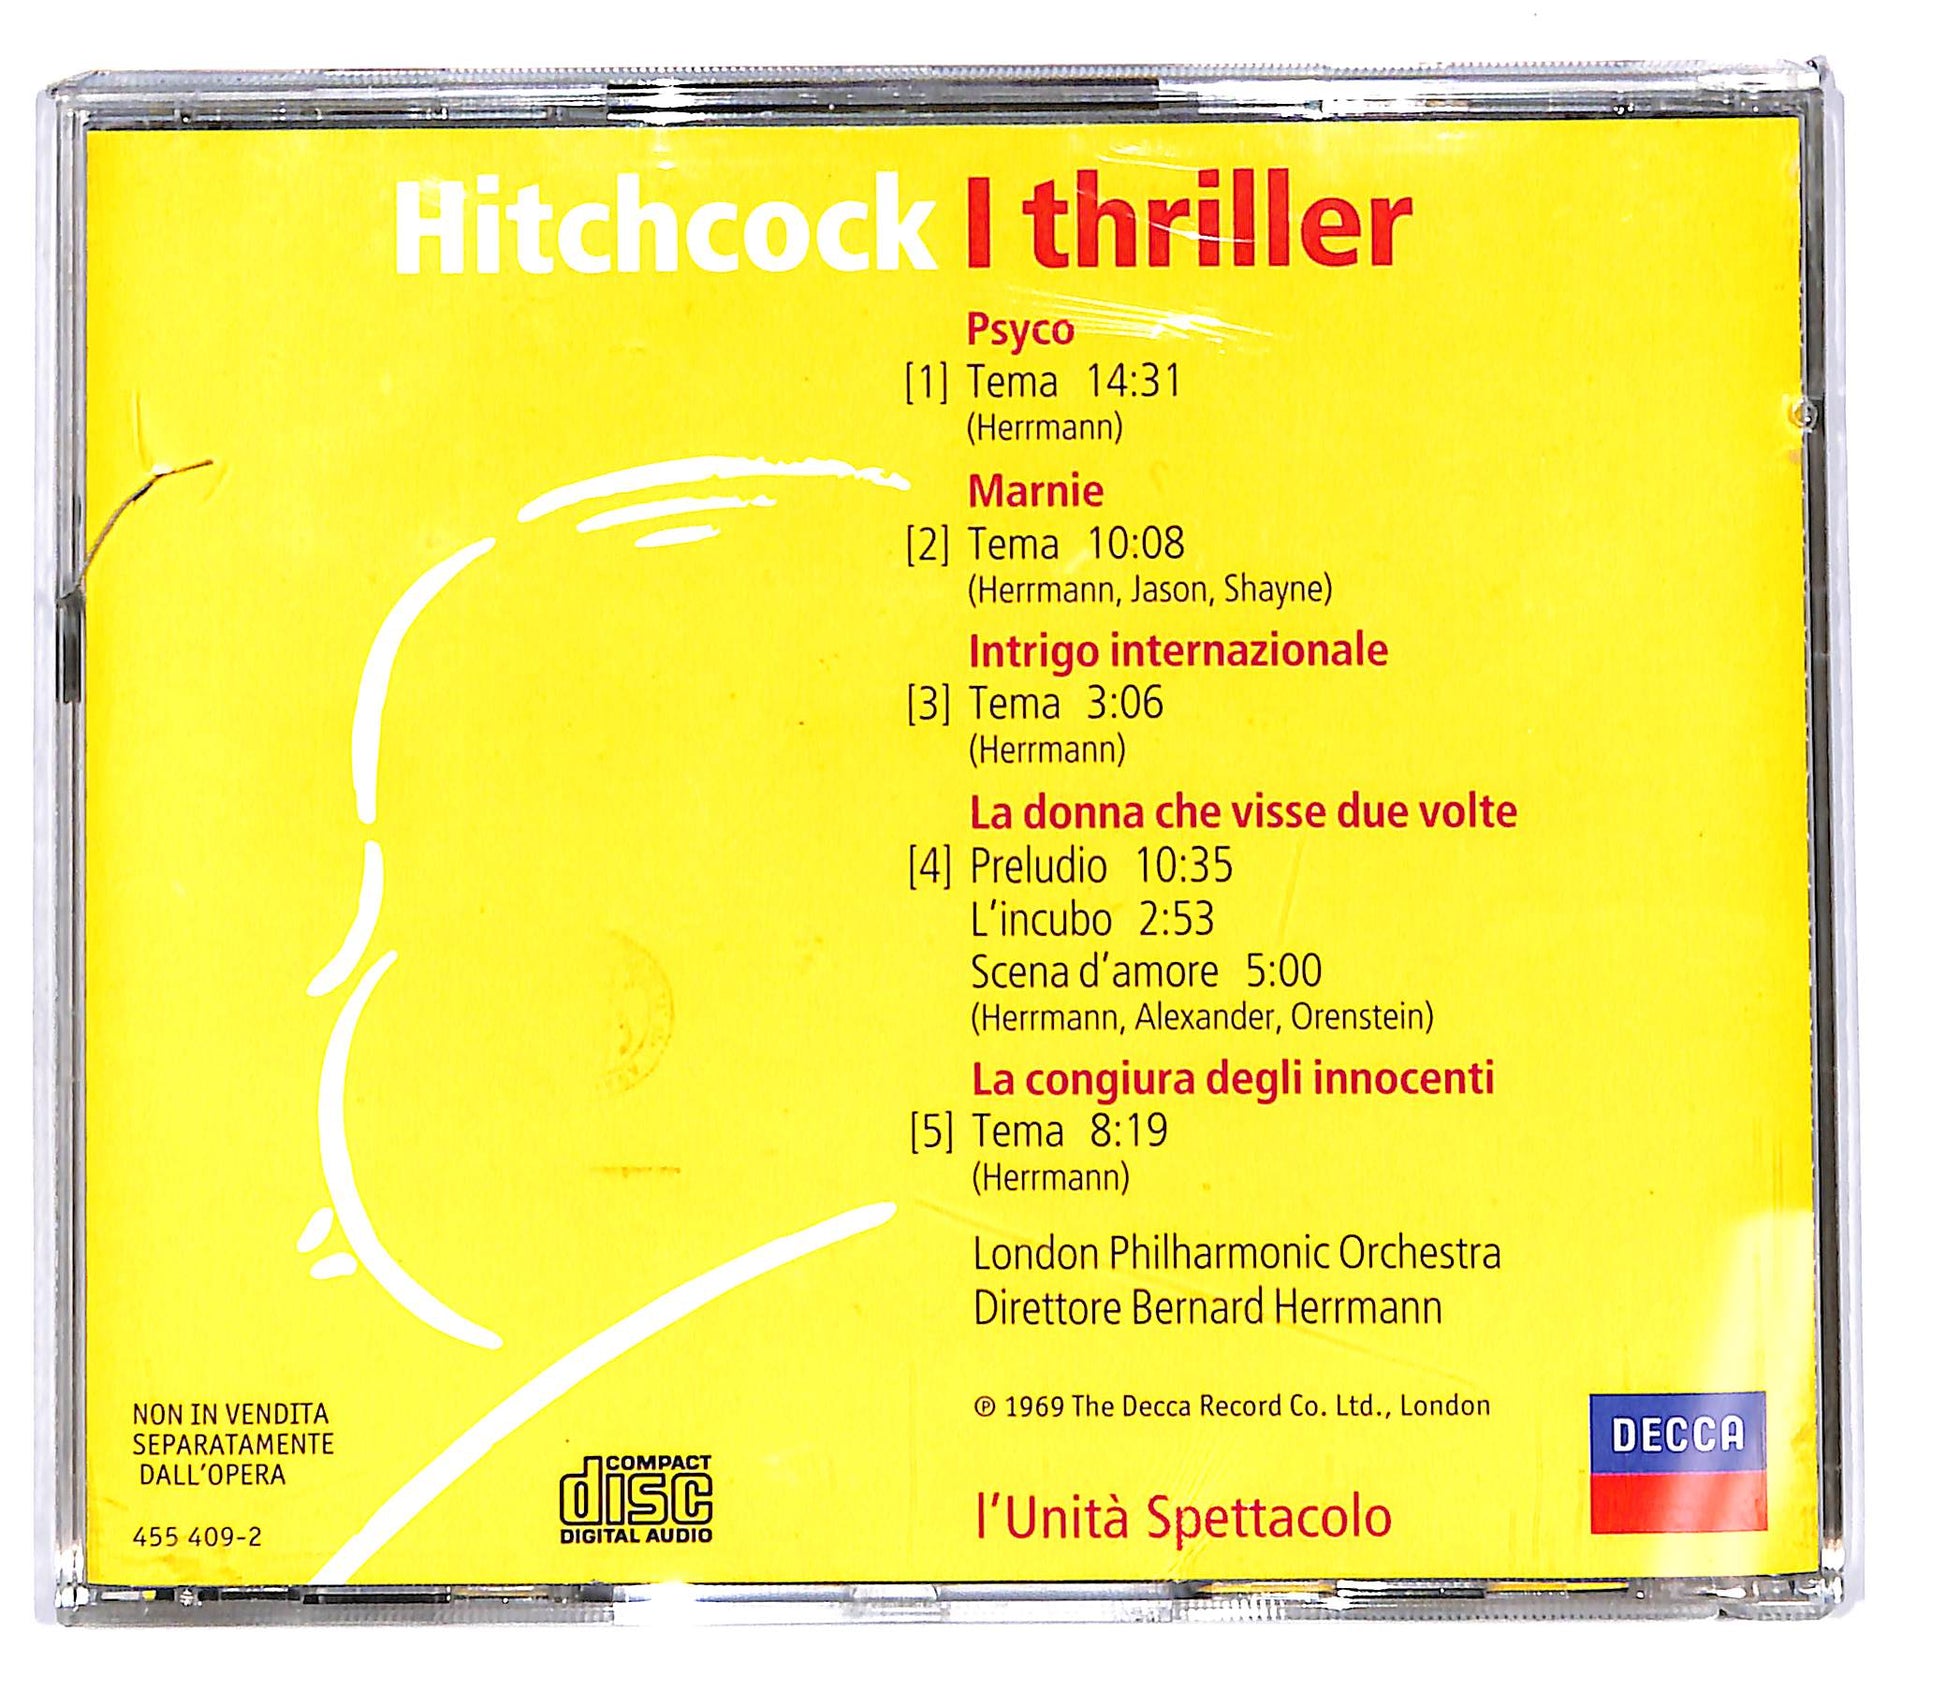 Hitchcock I thriller
Psyco
[1] Tema 14:31
(Herrmann)
Marnie
[2] Tema 10:08
(Herrmann, Jason, Shayne)
Intrigo internazionale
[3] Tema 3:06
(Herrmann)
La donna che visse due volte
[4] Preludio 10:35
L'incubo 2:53
Scena d'amore 5:00
(Herrmann, Alexander, Orenstein)
La congiura degli innocenti
[5] Tema 8:19
(Herrmann)
London Philharmonic Orchestra
Direttore Bernard Herrmann
℗ 1969 The Decca Record Co. Ltd., London
l'Unità Spettacolo
DECCA
NON IN VENDITA
SEPARATAMENTE
DALL'OPERA
455 409-2
COMPACT
disc
DIGITAL AUDIO